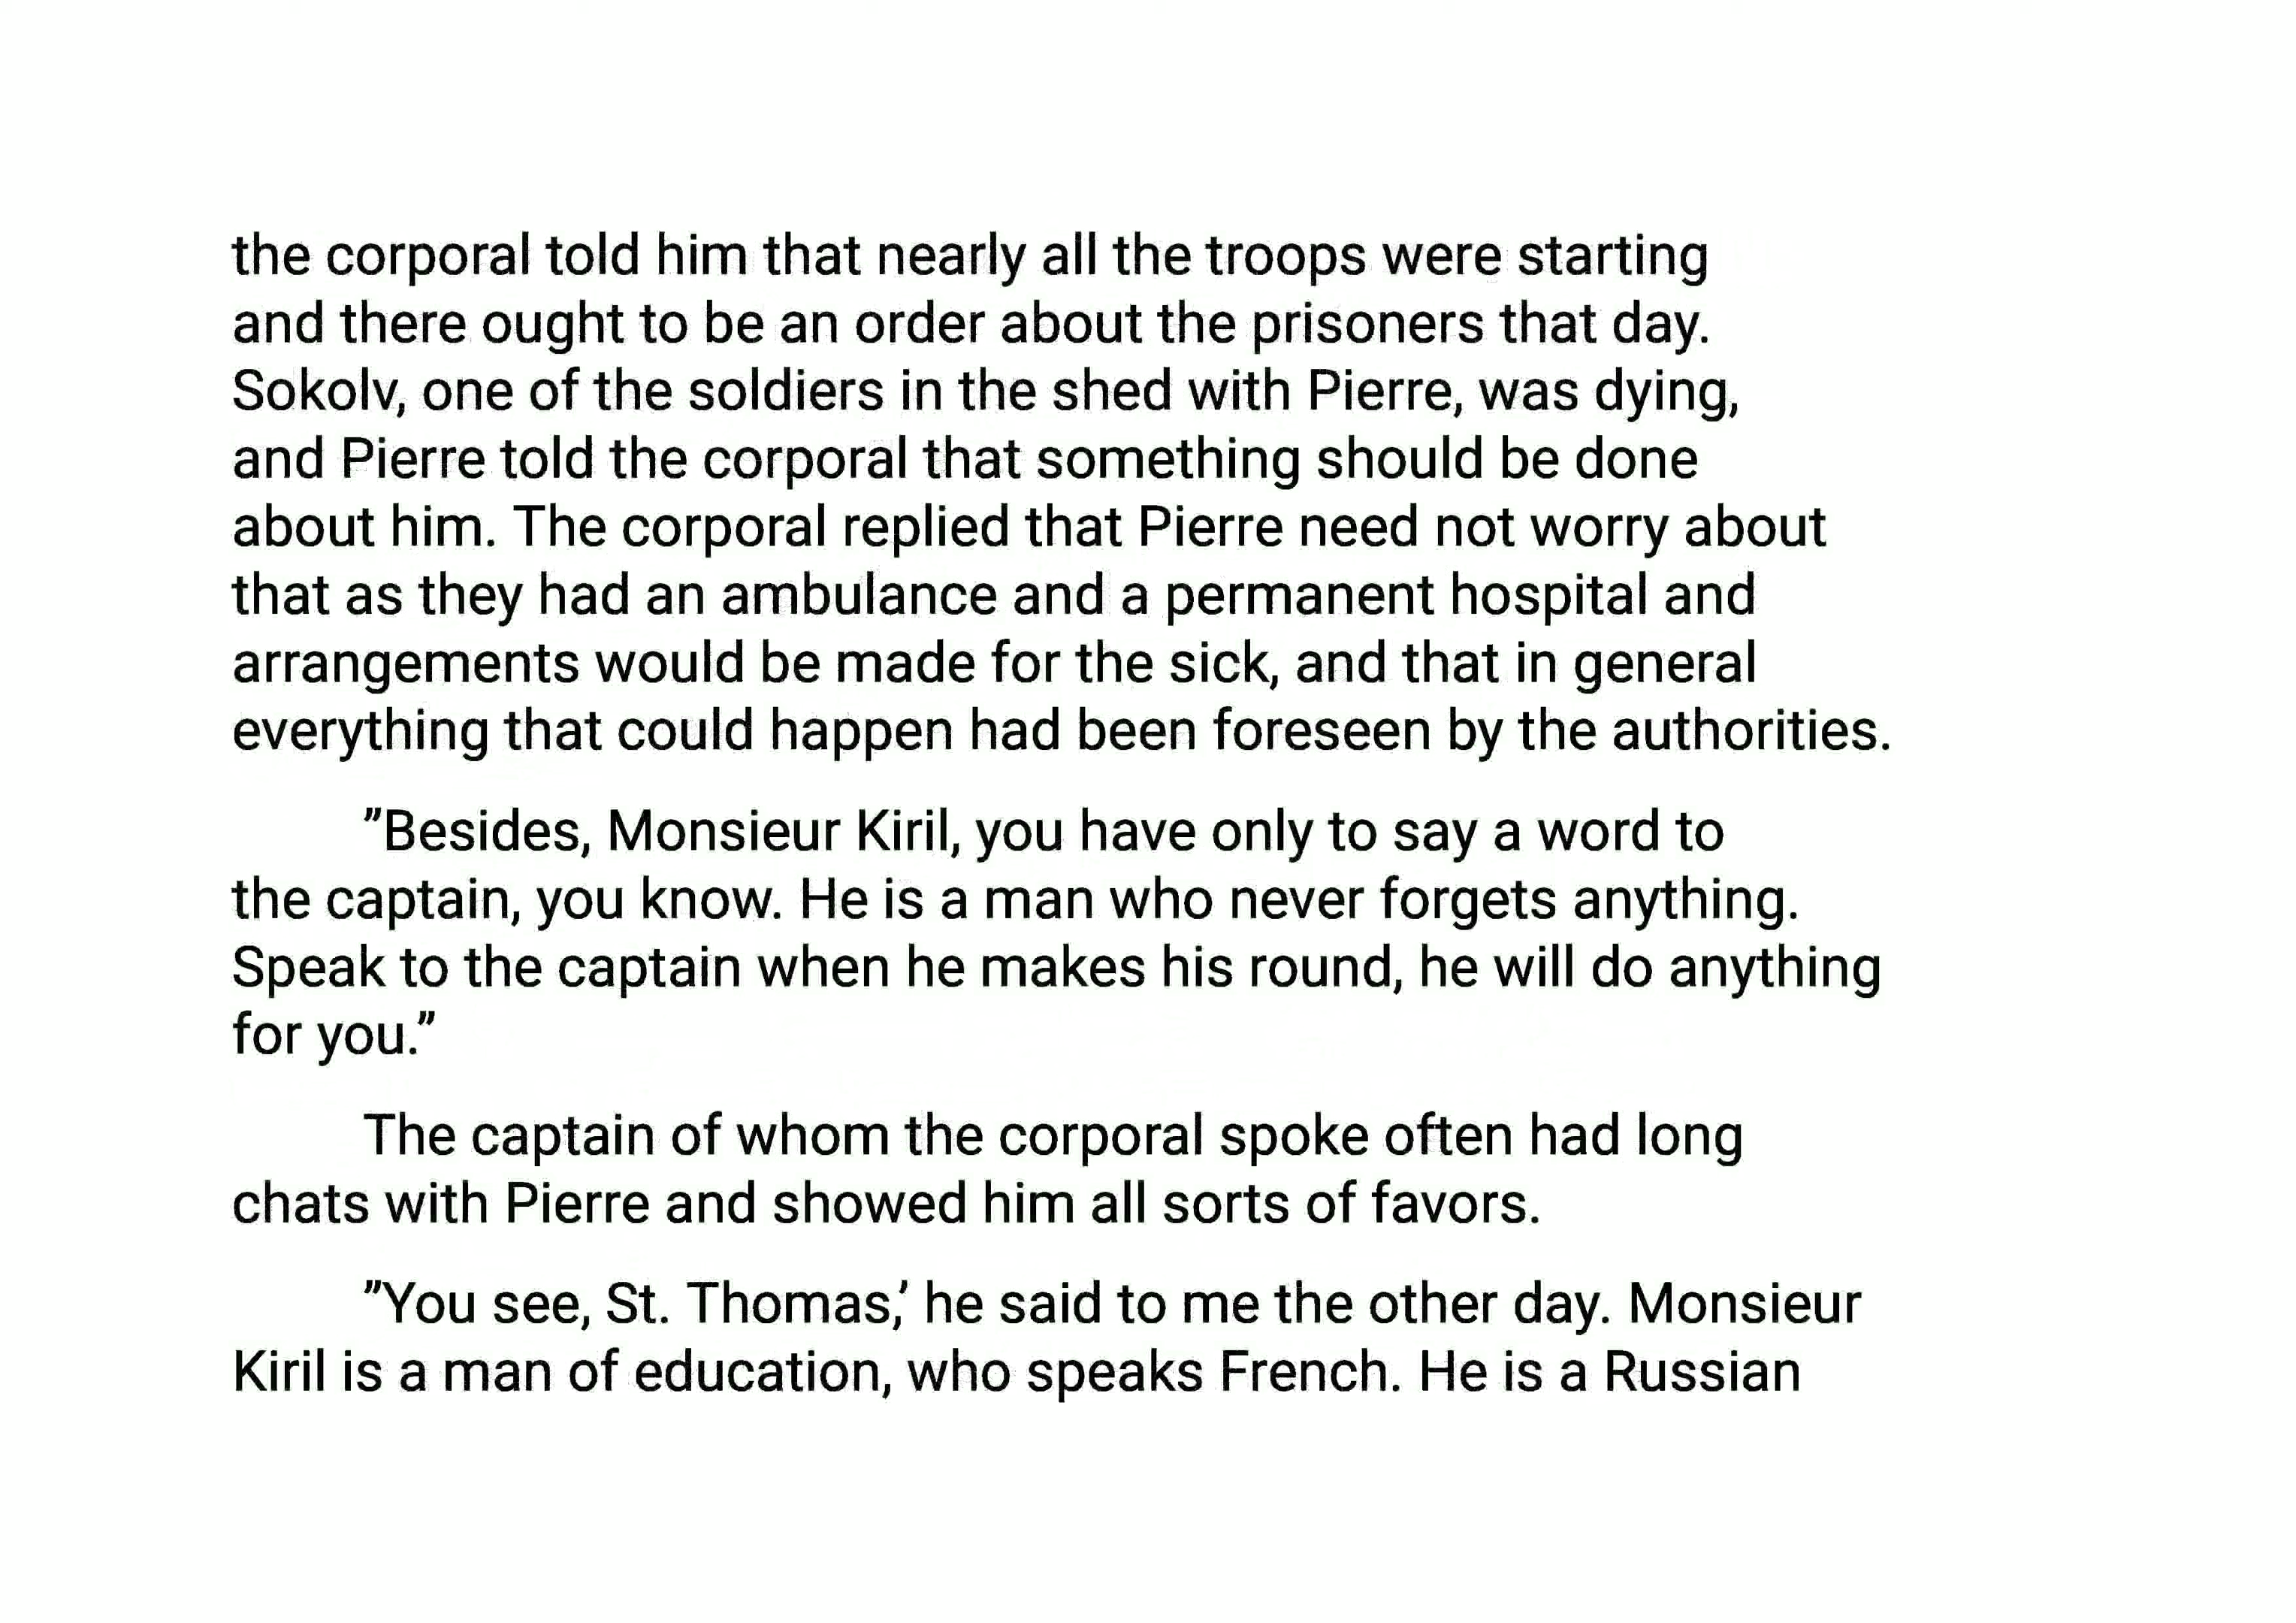 the corporal told him that nearly all the troops were starting
and there ought to be an order about the prisoners that day.
Sokolv, one of the soldiers in the shed with Pierre, was dying,
and Pierre told the corporal that something should be done
about him. The corporal replied that Pierre need not worry about
that as they had an ambulance and a permanent hospital and
arrangements would be made for the sick, and that in general
everything that could happen had been foreseen by the authorities.
”Besides, Monsieur Kiril, you have only to say a word to
the captain, you know. He is a man who never forgets anything.
Speak to the captain when he makes his round, he will do anything
for you.”
The captain of whom the corporal spoke often had long
chats with Pierre and showed him all sorts of favors.
”You see, St. Thomas,’ he said to me the other day. Monsieur
Kiril is a man of education, who speaks French. He is a Russian